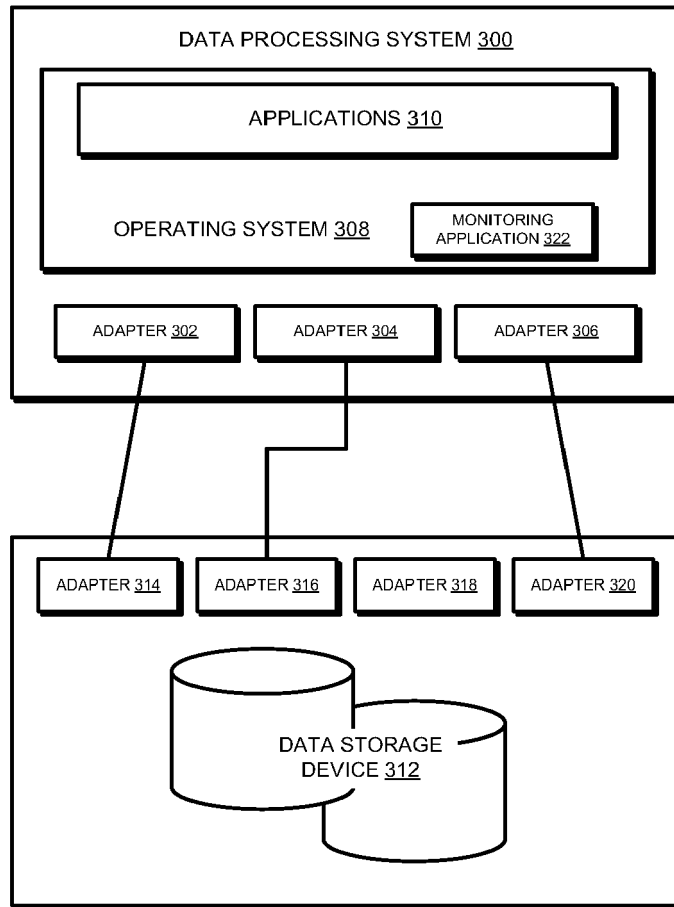 DATA PROCESSING SYSTEM 300
APPLICATIONS 310
OPERATING SYSTEM 308
MONITORING
APPLICATION 322
ADAPTER 302
ADAPTER 304
ADAPTER 306
ADAPTER 314
ADAPTER 316
ADAPTER 318
ADAPTER 320
DATA STORAGE
DEVICE 312